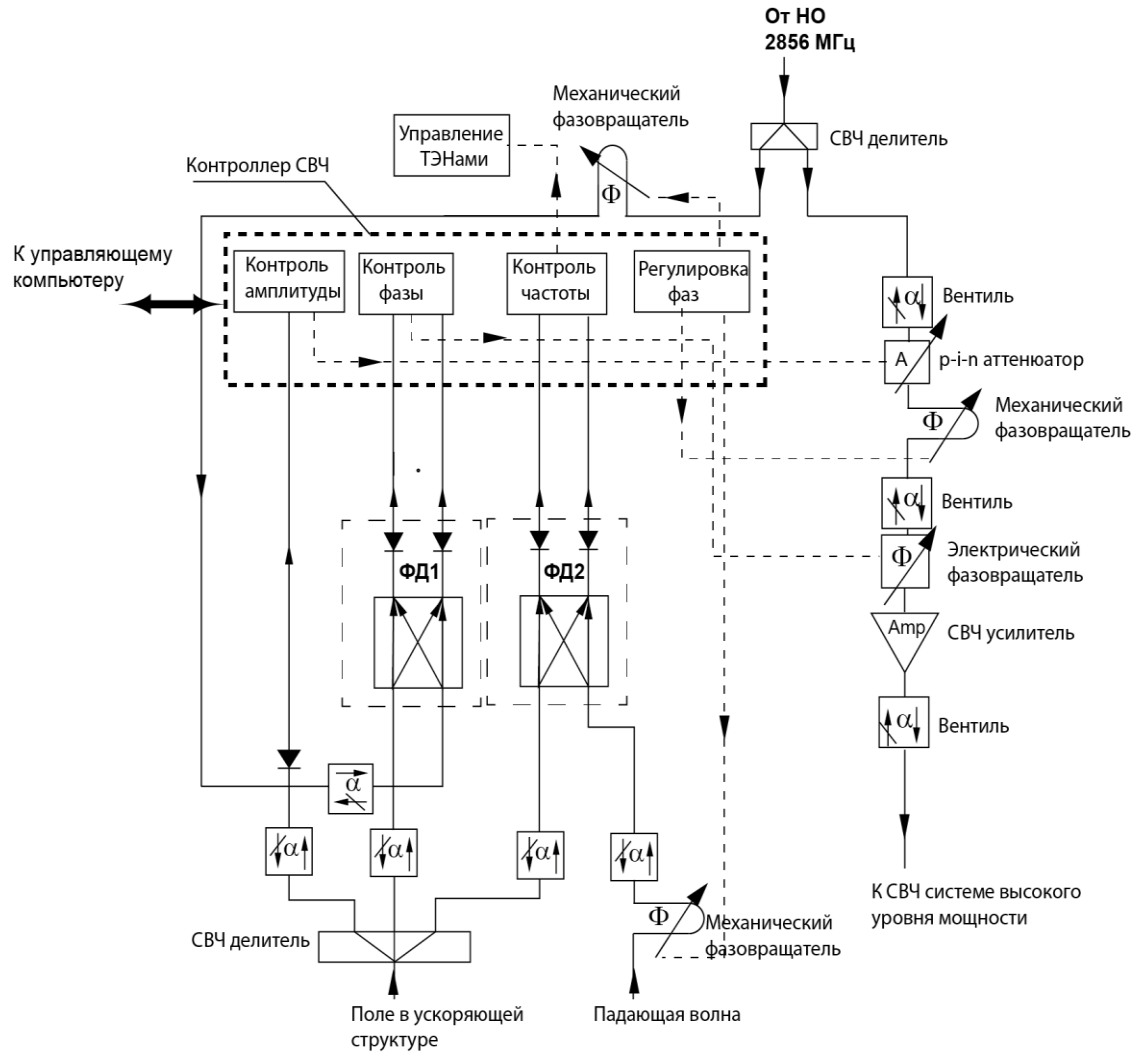 От НО
2856 МГц
Механический
фазовращатель
СВЧ делитель
Управление
ТЭНами
Контроллер СВЧ
Ф
К управляющему
компьютеру
Контроль
амплитуды
Контроль
фазы
Контроль
частоты
Регулировка
фаз
α
Вентиль
A
p-i-n аттенюатор
Механический
фазовращатель
Ф
α
Вентиль
Ф
Электрический
фазовращатель
ФД1
ФД2
Amp
СВЧ усилитель
α
Вентиль
α
α
α
α
α
К СВЧ системе высокого
уровня мощности
СВЧ делитель
Ф
Механический
фазовращатель
Поле в ускоряющей
структуре
Падающая волна